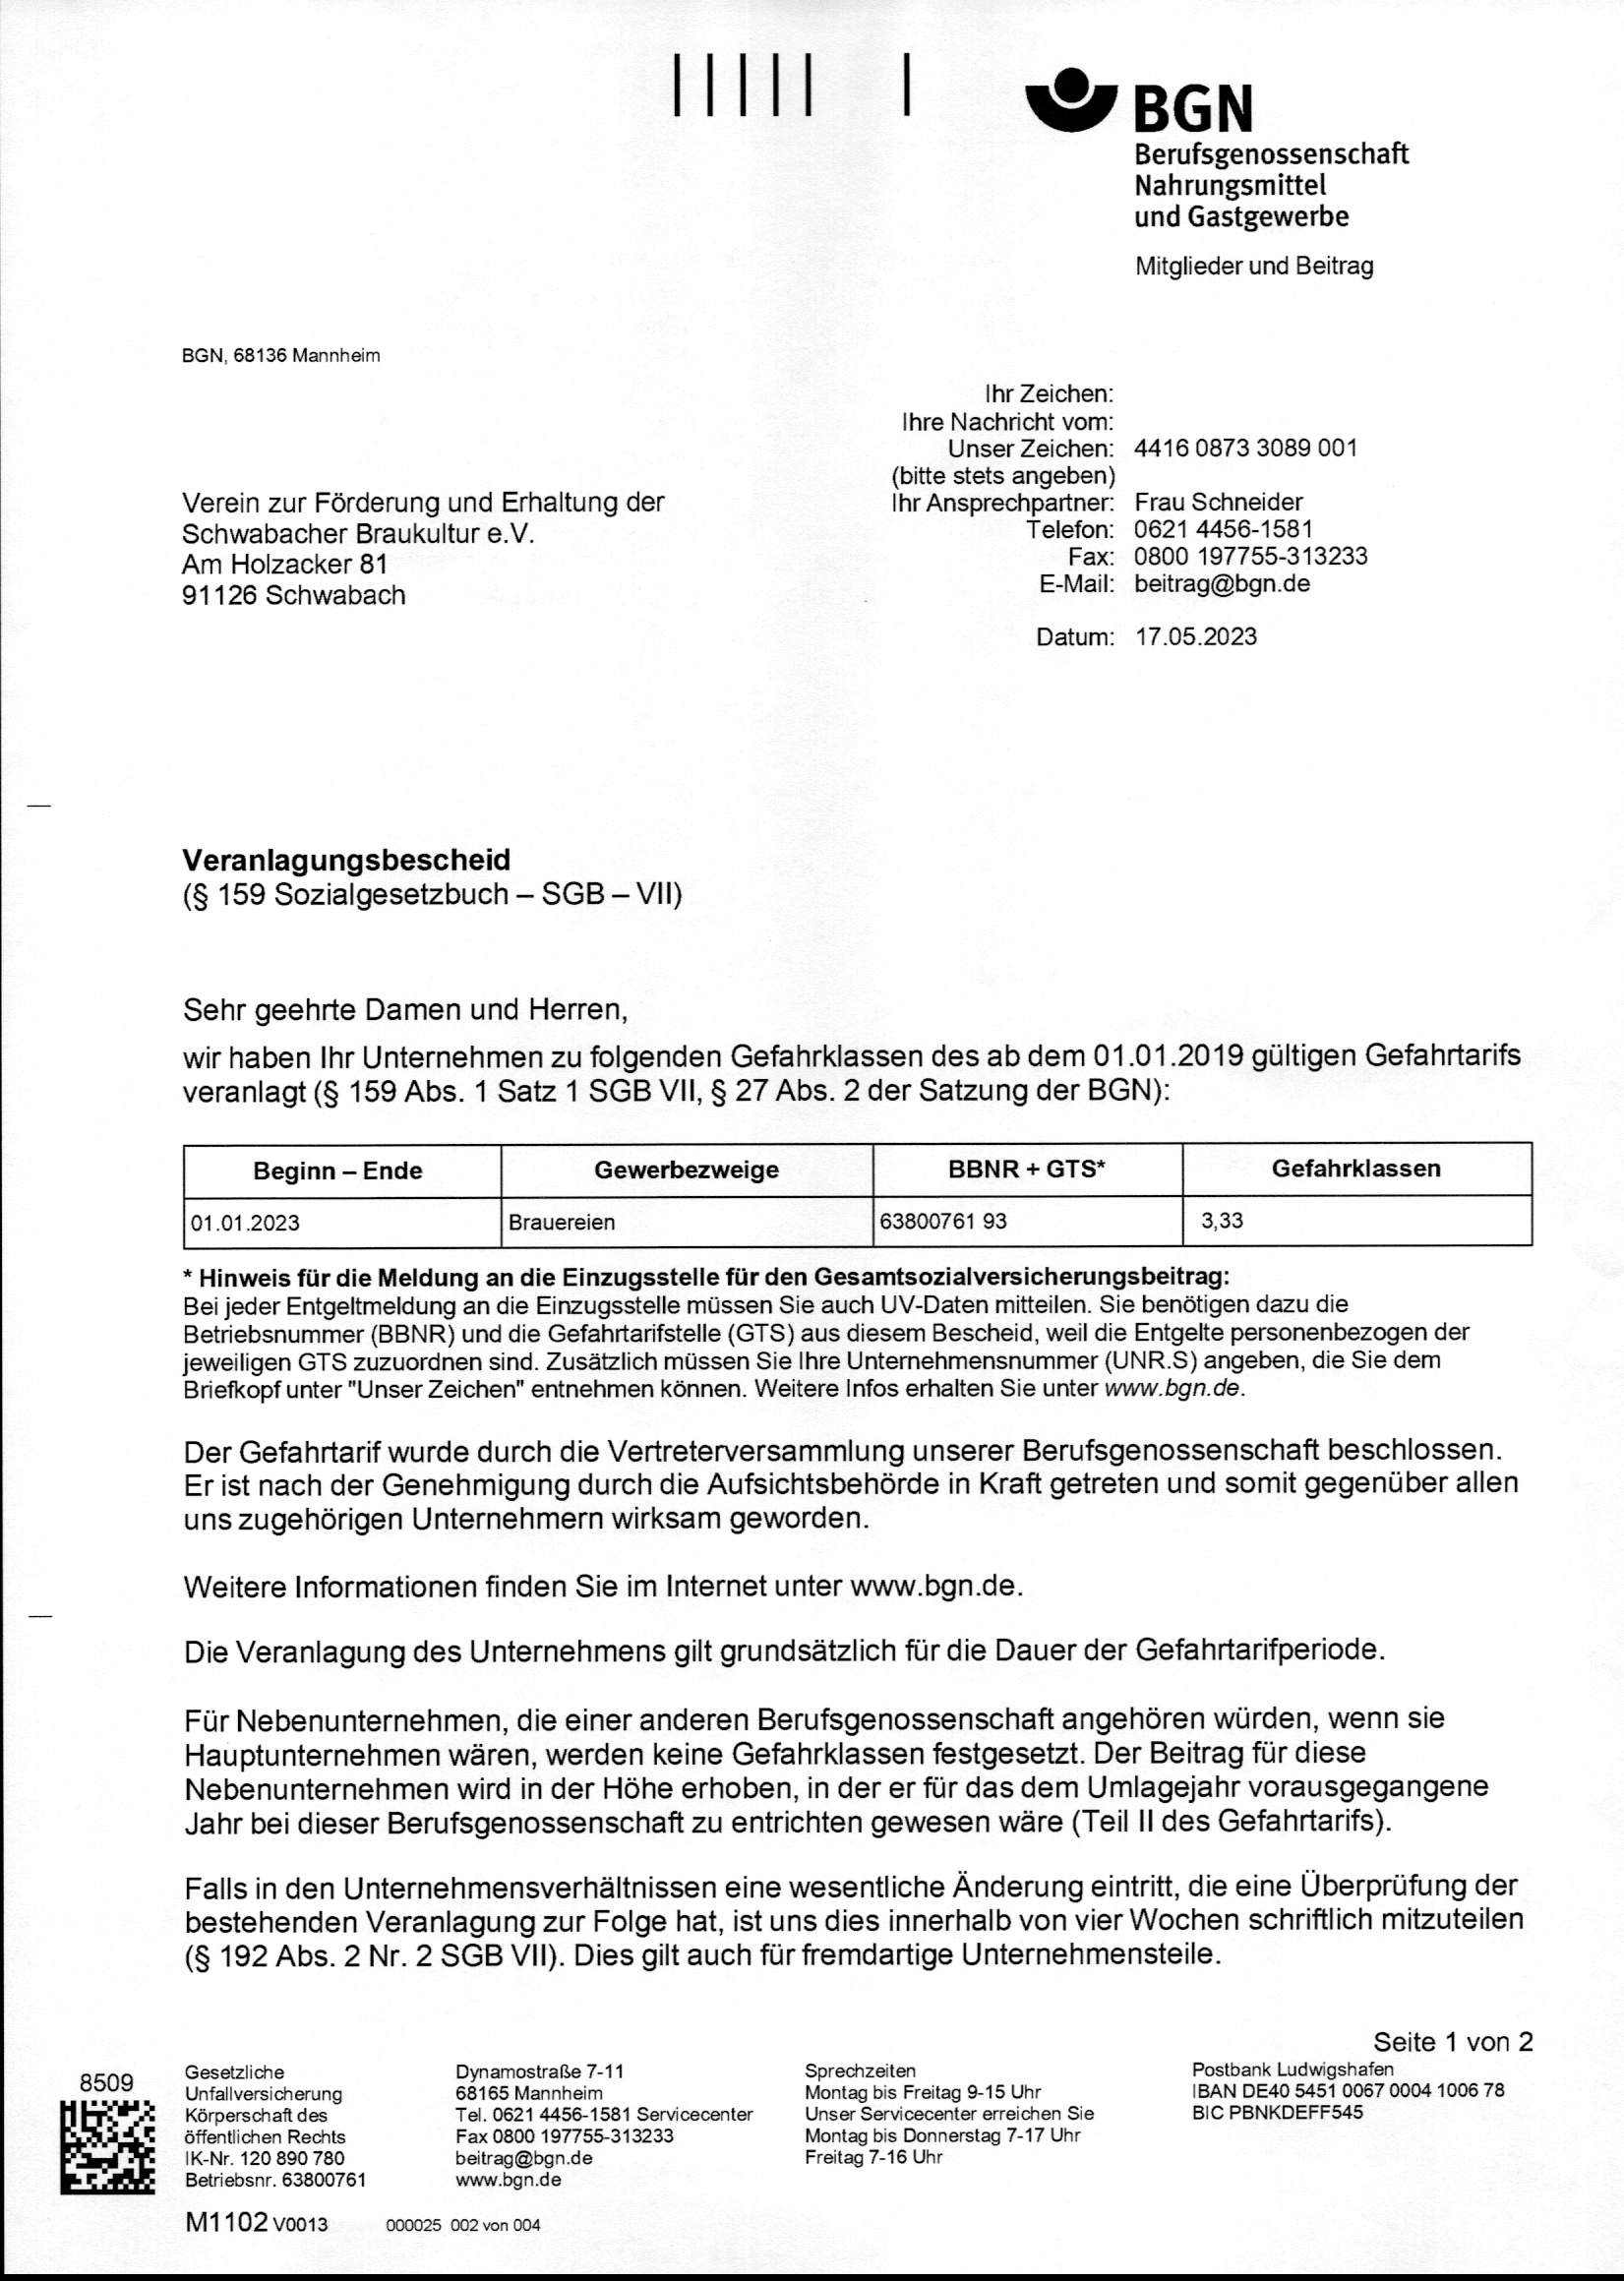 BGN
Berufsgenossenschaft
Nahrungsmittel
und Gastgewerbe
Mitglieder und Beitrag
BGN, 68136 Mannheim
Ihr Zeichen:
Ihre Nachricht vom:
Unser Zeichen: 4416 0873 3089 001
(bitte stets angeben)
Ihr Ansprechpartner: Frau Schneider
Telefon: 0621 4456-1581
Fax: 0800 197755-313233
E-Mail: beitrag@bgn.de
Datum: 17.05.2023
Verein zur Förderung und Erhaltung der
Schwabacher Braukultur e.V.
Am Holzacker 81
91126 Schwabach
Veranlagungsbescheid
(§ 159 Sozialgesetzbuch – SGB – VII)
Sehr geehrte Damen und Herren,
wir haben Ihr Unternehmen zu folgenden Gefahrklassen des ab dem 01.01.2019 gültigen Gefahrtarifs
veranlagt (§ 159 Abs. 1 Satz 1 SGB VII, § 27 Abs. 2 der Satzung der BGN):
Beginn – Ende Gewerbezweige BBNR + GTS* Gefahrklassen
01.01.2023 Brauereien 63800761 93 3,33
* Hinweis für die Meldung an die Einzugsstelle für den Gesamtsozialversicherungsbeitrag:
Bei jeder Entgeltmeldung an die Einzugsstelle müssen Sie auch UV-Daten mitteilen. Sie benötigen dazu die
Betriebsnummer (BBNR) und die Gefahrtarifstelle (GTS) aus diesem Bescheid, weil die Entgelte personenbezogen der
jeweiligen GTS zuzuordnen sind. Zusätzlich müssen Sie Ihre Unternehmensnummer (UNR.S) angeben, die Sie dem
Briefkopf unter "Unser Zeichen" entnehmen können. Weitere Infos erhalten Sie unter www.bgn.de.
Der Gefahrtarif wurde durch die Vertreterversammlung unserer Berufsgenossenschaft beschlossen.
Er ist nach der Genehmigung durch die Aufsichtsbehörde in Kraft getreten und somit gegenüber allen
uns zugehörigen Unternehmern wirksam geworden.
Weitere Informationen finden Sie im Internet unter www.bgn.de.
Die Veranlagung des Unternehmens gilt grundsätzlich für die Dauer der Gefahrtarifperiode.
Für Nebenunternehmen, die einer anderen Berufsgenossenschaft angehören würden, wenn sie
Hauptunternehmen wären, werden keine Gefahrklassen festgesetzt. Der Beitrag für diese
Nebenunternehmen wird in der Höhe erhoben, in der er für das dem Umlagejahr vorausgegangene
Jahr bei dieser Berufsgenossenschaft zu entrichten gewesen wäre (Teil II des Gefahrtarifs).
Falls in den Unternehmensverhältnissen eine wesentliche Änderung eintritt, die eine Überprüfung der
bestehenden Veranlagung zur Folge hat, ist uns dies innerhalb von vier Wochen schriftlich mitzuteilen
(§ 192 Abs. 2 Nr. 2 SGB VII). Dies gilt auch für fremdartige Unternehmensteile.
Seite 1 von 2
8509
Gesetzliche
Unfallversicherung
Körperschaft des
öffentlichen Rechts
IK-Nr. 120 890 780
Betriebsnr. 63800761
Dynamostraße 7-11
68165 Mannheim
Tel. 0621 4456-1581 Servicecenter
Fax 0800 197755-313233
beitrag@bgn.de
www.bgn.de
Sprechzeiten
Montag bis Freitag 9-15 Uhr
Unser Servicecenter erreichen Sie
Montag bis Donnerstag 7-17 Uhr
Freitag 7-16 Uhr
Postbank Ludwigshafen
IBAN DE40 5451 0067 0004 1006 78
BIC PBNKDEFF545
M1102 V0013 000025 002 von 004